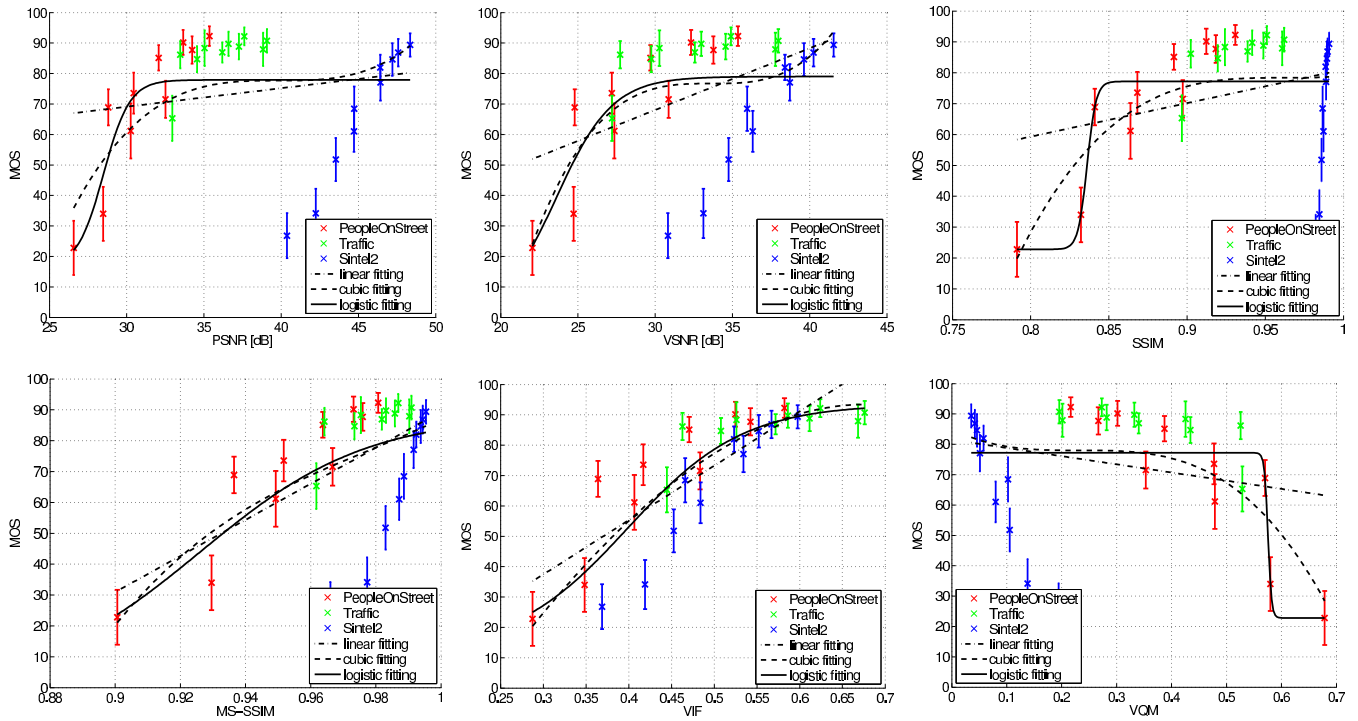 100
90
80
70
60
50
40
30
20
10
0
MOS
25 30 35 40 45 50
PSNR [dB]
PeopleOnStreet
Traffic
Sintel2
linear fitting
cubic fitting
logistic fitting
100
90
80
70
60
50
40
30
20
10
0
MOS
20 25 30 35 40 45
VSNR [dB]
PeopleOnStreet
Traffic
Sintel2
linear fitting
cubic fitting
logistic fitting
100
90
80
70
60
50
40
30
20
10
0
MOS
0.75 0.8 0.85 0.9 0.95 1
SSIM
PeopleOnStreet
Traffic
Sintel2
linear fitting
cubic fitting
logistic fitting
100
90
80
70
60
50
40
30
20
10
0
MOS
0.88 0.9 0.92 0.94 0.96 0.98 1
MS-SSIM
PeopleOnStreet
Traffic
Sintel2
linear fitting
cubic fitting
logistic fitting
100
90
80
70
60
50
40
30
20
10
0
MOS
0.25 0.3 0.35 0.4 0.45 0.5 0.55 0.6 0.65 0.7
VIF
PeopleOnStreet
Traffic
Sintel2
linear fitting
cubic fitting
logistic fitting
100
90
80
70
60
50
40
30
20
10
0
MOS
0 0.1 0.2 0.3 0.4 0.5 0.6 0.7
VQM
PeopleOnStreet
Traffic
Sintel2
linear fitting
cubic fitting
logistic fitting